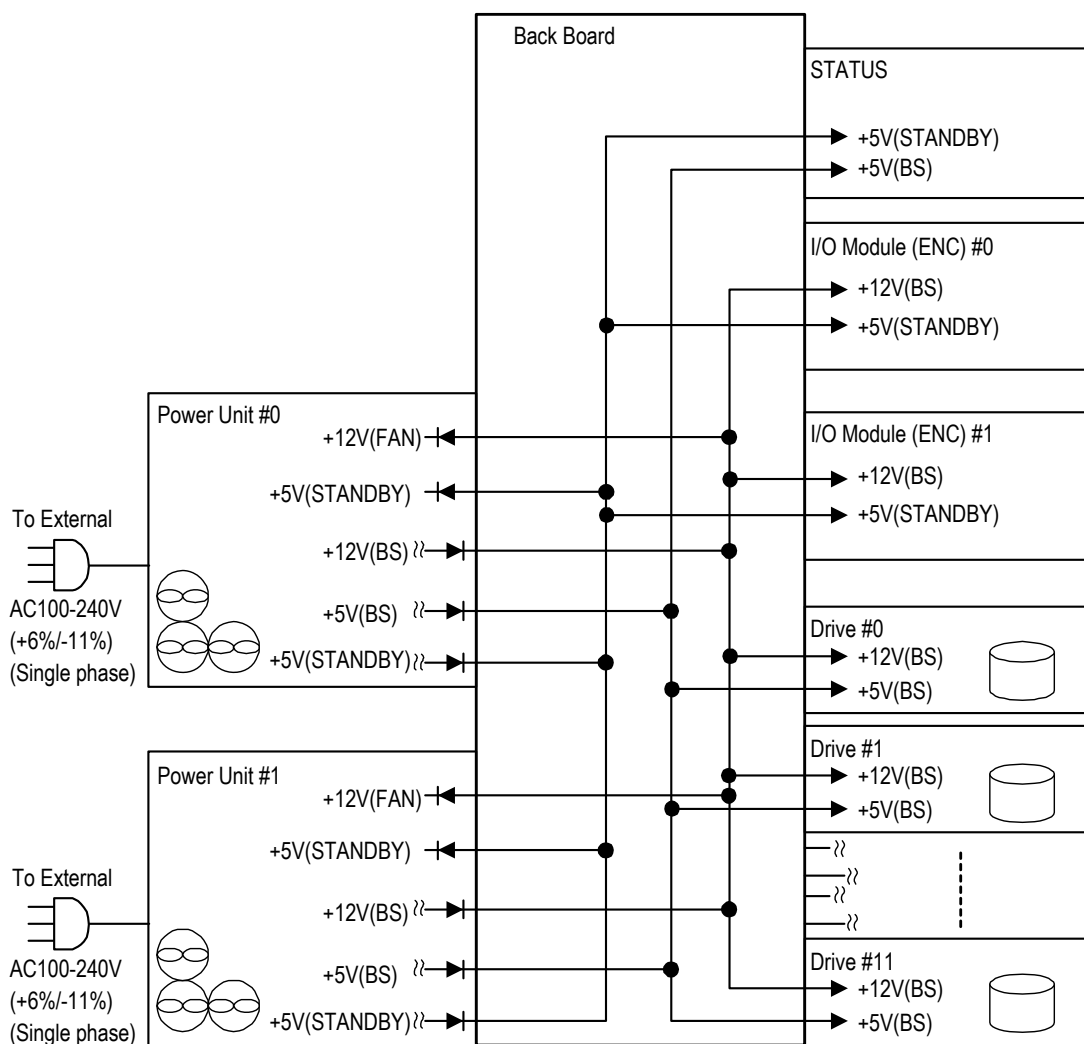 Back Board
STATUS
+5V(STANDBY)
+5V(BS)
I/O Module (ENC) #0
+12V(BS)
+5V(STANDBY)
I/O Module (ENC) #1
+12V(BS)
+5V(STANDBY)
Power Unit #0
+12V(FAN)
+5V(STANDBY)
+12V(BS)
+5V(BS)
+5V(STANDBY)
To External
AC100-240V
(+6%/-11%)
(Single phase)
Drive #0
+12V(BS)
+5V(BS)
Drive #1
+12V(BS)
+5V(BS)
Power Unit #1
+12V(FAN)
+5V(STANDBY)
+12V(BS)
+5V(BS)
+5V(STANDBY)
To External
AC100-240V
(+6%/-11%)
(Single phase)
Drive #11
+12V(BS)
+5V(BS)